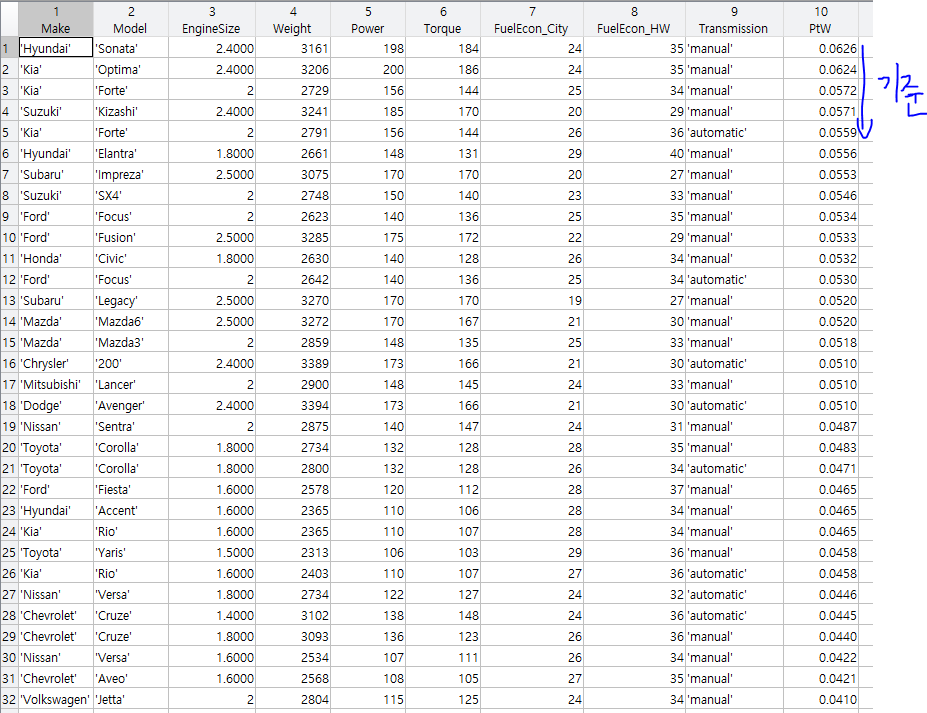 1 2 3 4 5 6 7 8 9 10
Make Model EngineSize Weight Power Torque FuelEcon_City FuelEcon_HW Transmission PtW
1 'Hyundai' 'Sonata' 2.4000 3161 198 184 24 35 'manual' 0.0626
2 'Kia' 'Optima' 2.4000 3206 200 186 24 35 'manual' 0.0624
3 'Kia' 'Forte' 2 2729 156 144 25 34 'manual' 0.0572
4 'Suzuki' 'Kizashi' 2.4000 3241 185 170 20 29 'manual' 0.0571
5 'Kia' 'Forte' 2 2791 156 144 26 36 'automatic' 0.0559
6 'Hyundai' 'Elantra' 1.8000 2661 148 131 29 40 'manual' 0.0556
7 'Subaru' 'Impreza' 2.5000 3075 170 170 20 27 'manual' 0.0553
8 'Suzuki' 'SX4' 2 2748 150 140 23 33 'manual' 0.0546
9 'Ford' 'Focus' 2 2623 140 136 25 35 'manual' 0.0534
10 'Ford' 'Fusion' 2.5000 3285 175 172 22 29 'manual' 0.0533
11 'Honda' 'Civic' 1.8000 2630 140 128 26 34 'manual' 0.0532
12 'Ford' 'Focus' 2 2642 140 136 25 34 'automatic' 0.0530
13 'Subaru' 'Legacy' 2.5000 3270 170 170 19 27 'manual' 0.0520
14 'Mazda' 'Mazda6' 2.5000 3272 170 167 21 30 'manual' 0.0520
15 'Mazda' 'Mazda3' 2 2859 148 135 25 33 'manual' 0.0518
16 'Chrysler' '200' 2.4000 3389 173 166 21 30 'automatic' 0.0510
17 'Mitsubishi' 'Lancer' 2 2900 148 145 24 33 'manual' 0.0510
18 'Dodge' 'Avenger' 2.4000 3394 173 166 21 30 'automatic' 0.0510
19 'Nissan' 'Sentra' 2 2875 140 147 24 31 'manual' 0.0487
20 'Toyota' 'Corolla' 1.8000 2734 132 128 28 35 'manual' 0.0483
21 'Toyota' 'Corolla' 1.8000 2800 132 128 26 34 'automatic' 0.0471
22 'Ford' 'Fiesta' 1.6000 2578 120 112 28 37 'manual' 0.0465
23 'Hyundai' 'Accent' 1.6000 2365 110 106 28 34 'manual' 0.0465
24 'Kia' 'Rio' 1.6000 2365 110 107 28 34 'manual' 0.0465
25 'Toyota' 'Yaris' 1.5000 2313 106 103 29 36 'manual' 0.0458
26 'Kia' 'Rio' 1.6000 2403 110 107 27 36 'automatic' 0.0458
27 'Nissan' 'Versa' 1.8000 2734 122 127 24 32 'automatic' 0.0446
28 'Chevrolet' 'Cruze' 1.4000 3102 138 148 24 36 'automatic' 0.0445
29 'Chevrolet' 'Cruze' 1.8000 3093 136 123 26 36 'manual' 0.0440
30 'Nissan' 'Versa' 1.6000 2534 107 111 26 34 'manual' 0.0422
31 'Chevrolet' 'Aveo' 1.6000 2568 108 105 27 35 'manual' 0.0421
32 'Volkswagen' 'Jetta' 2 2804 115 125 24 34 'manual' 0.0410
기준